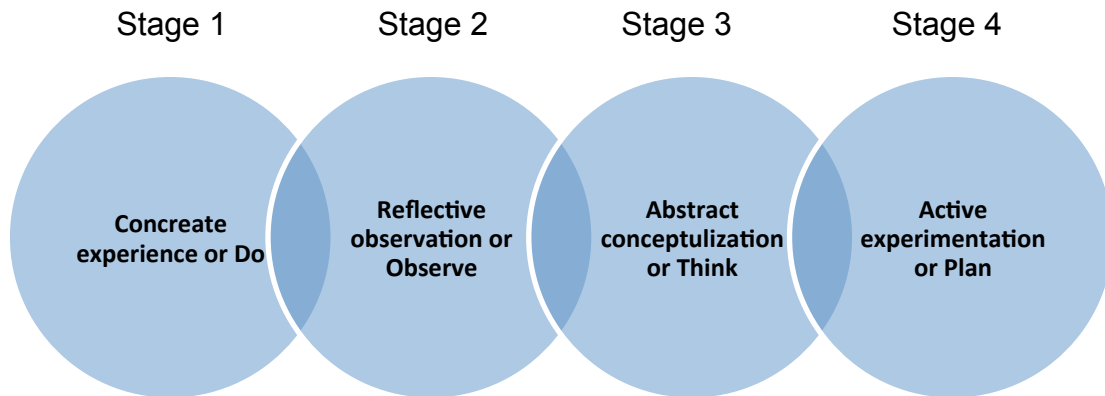 Stage 1
Stage 2
Stage 3
Stage 4
Concreate
experience or Do
Reflective
observation or
Observe
Abstract
conceptulization
or Think
Active
experimentation
or Plan